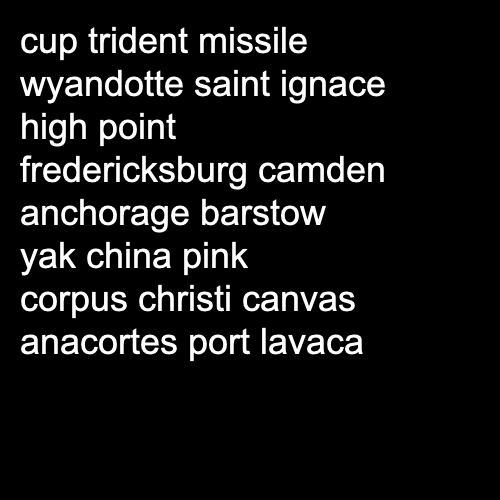 cup trident missile
wyandotte saint ignace
high point
fredericksburg camden
anchorage barstow
yak china pink
corpus christi canvas
anacortes port lavaca